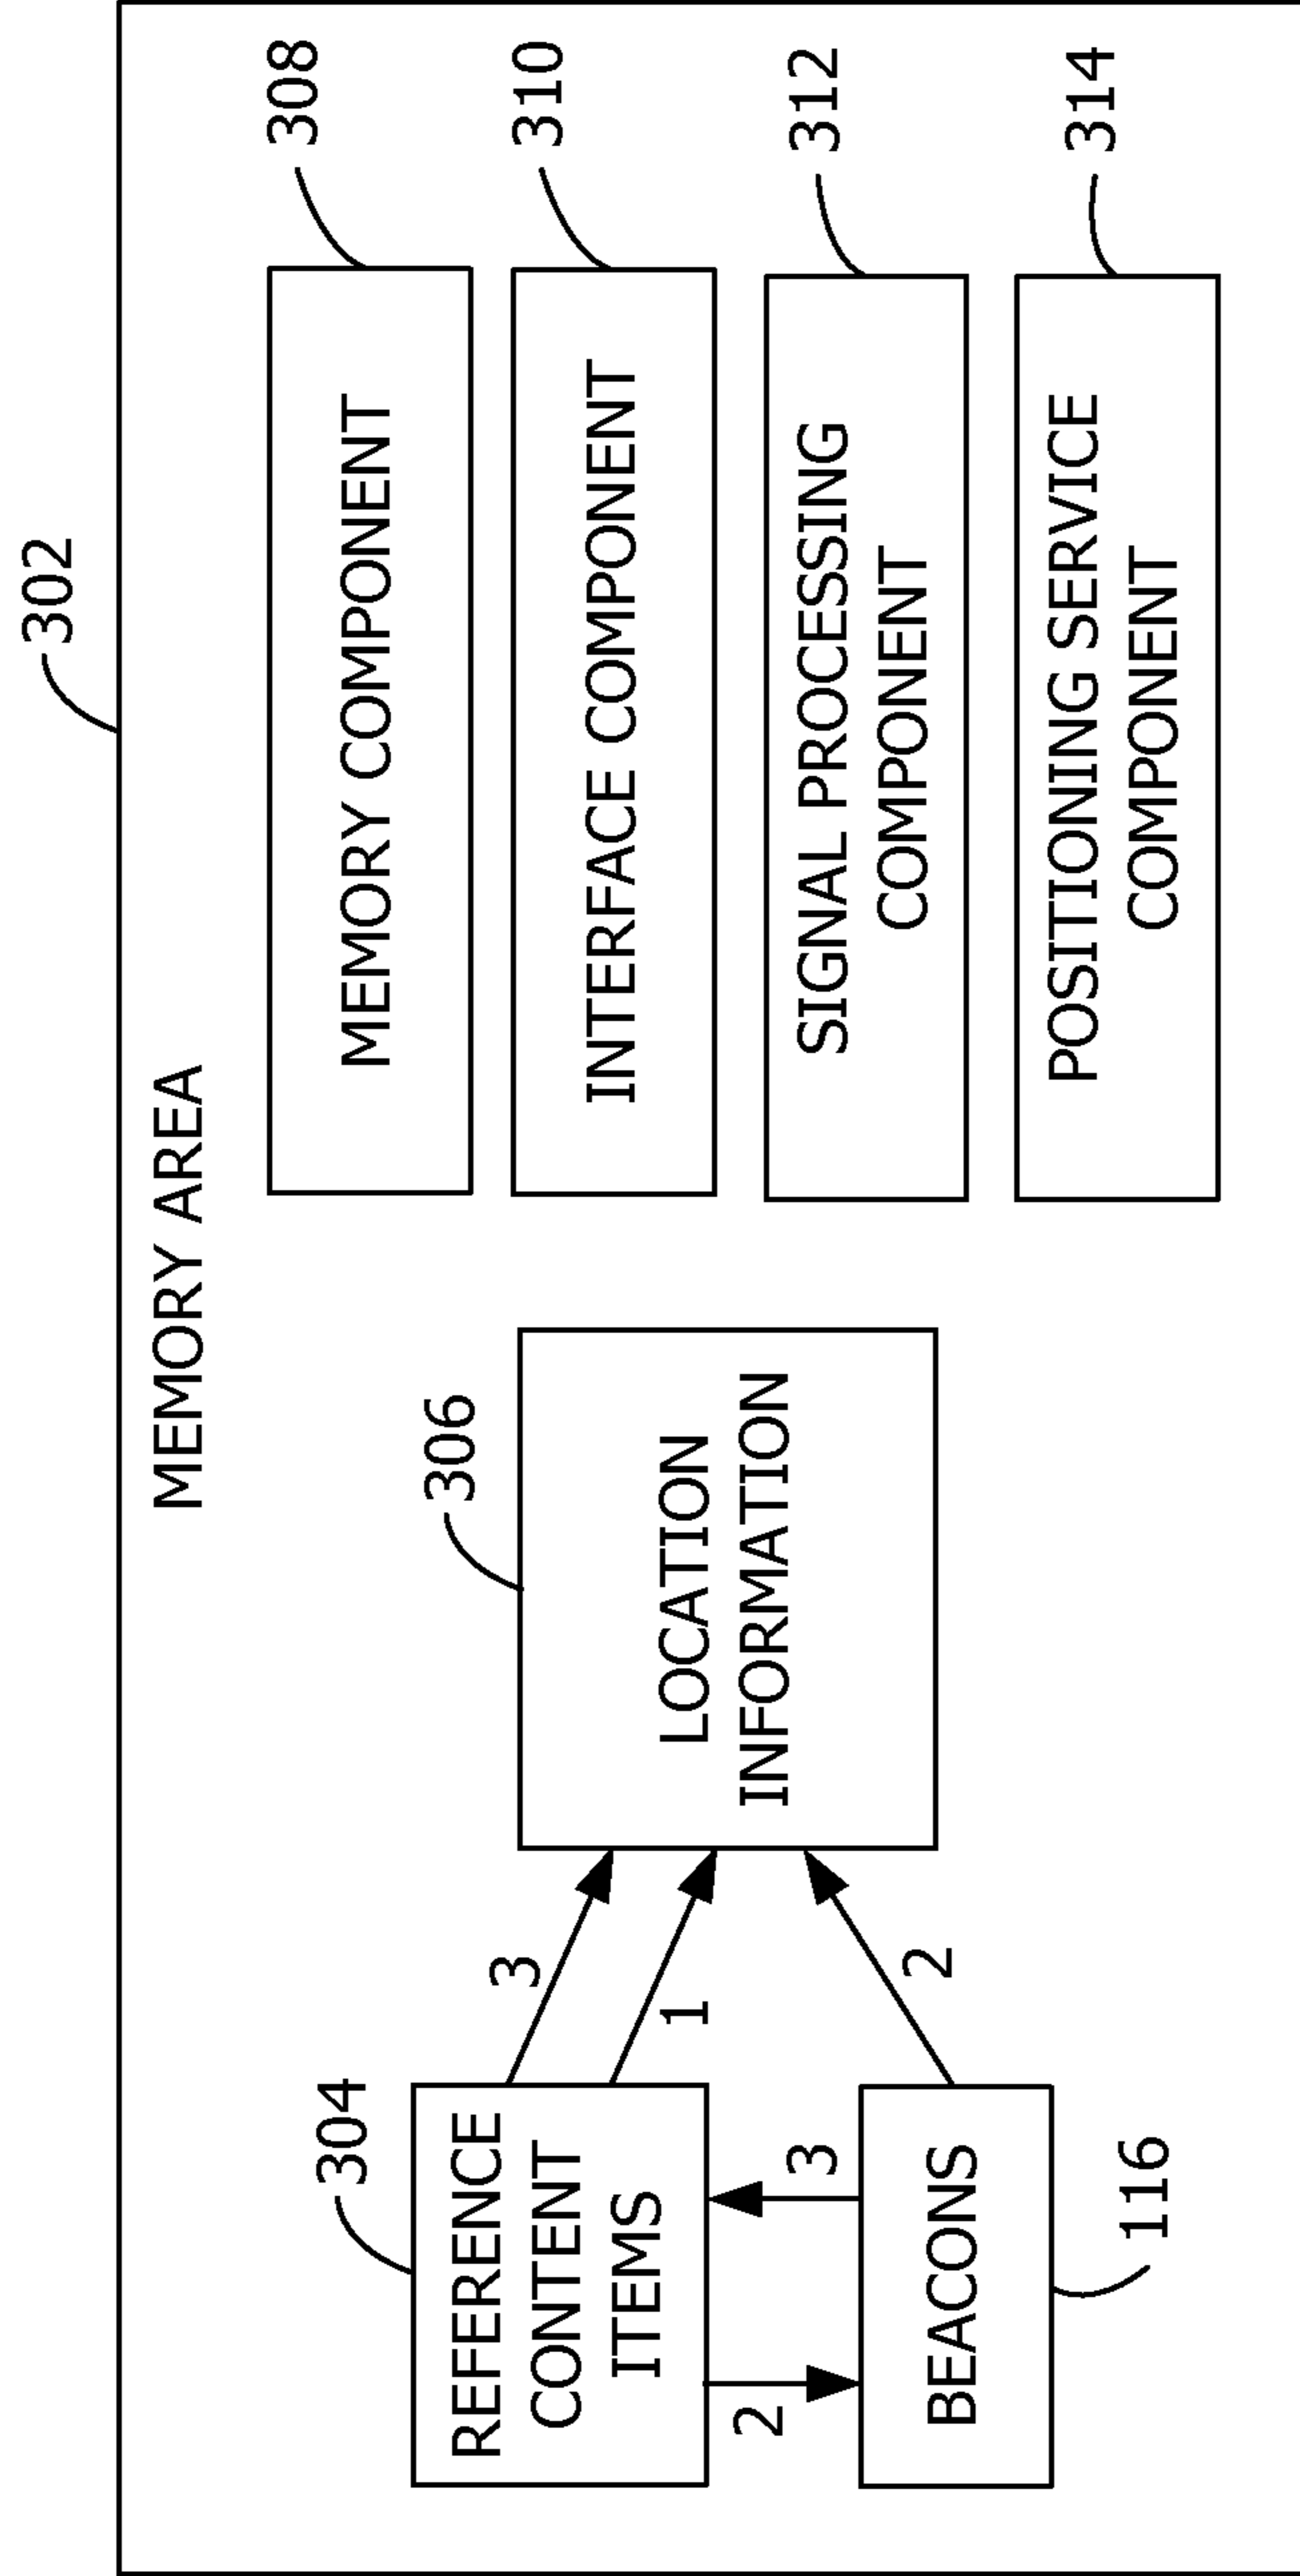 302
MEMORY AREA
304
REFERENCE
CONTENT
ITEMS
2
3
BEACONS
116
3
1
2
306
LOCATION
INFORMATION
MEMORY COMPONENT
308
INTERFACE COMPONENT
310
SIGNAL PROCESSING
COMPONENT
312
POSITIONING SERVICE
COMPONENT
314